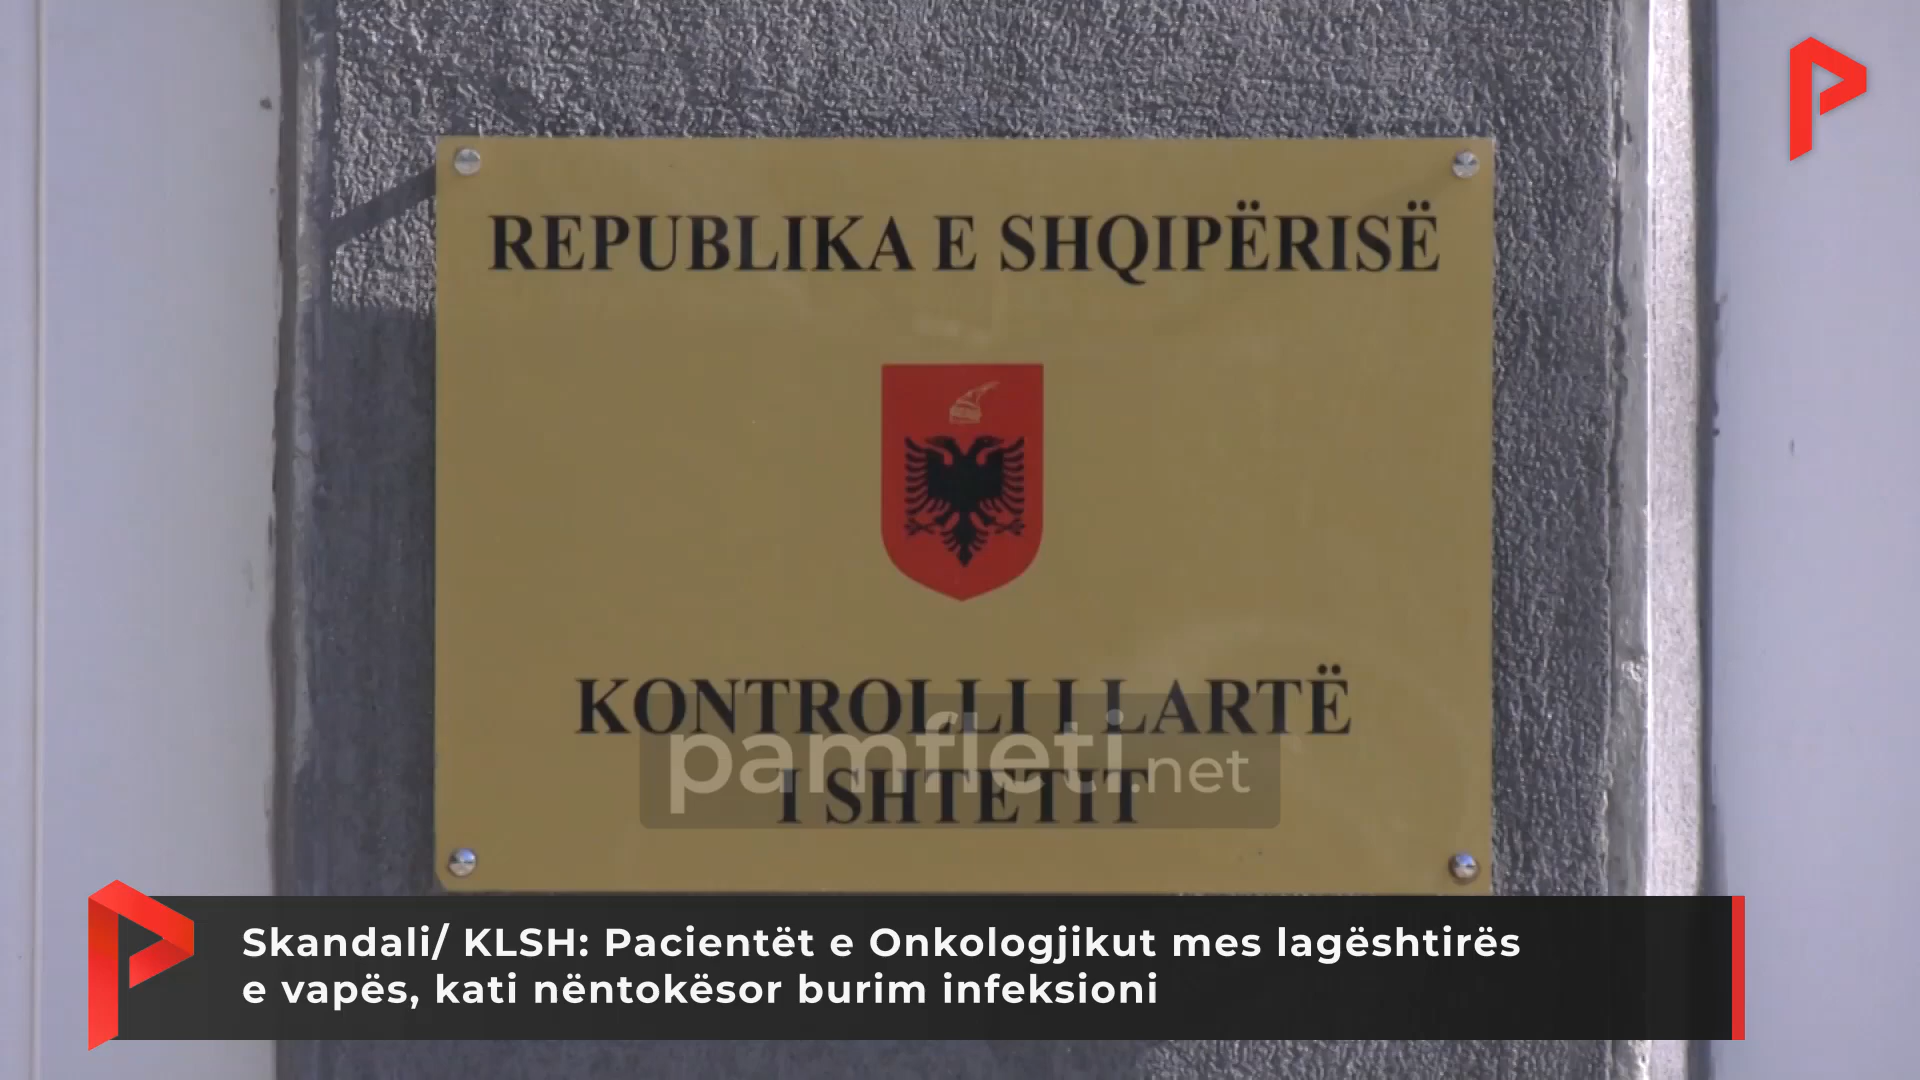 REPUBLIKA E SHQIPËRISË
KONTROLLI I LARTË
I SHTETIT
pamfleti.net
Skandali/ KLSH: Pacientët e Onkologjikut mes lagështirës
e vapës, kati nëntokësor burim infeksioni